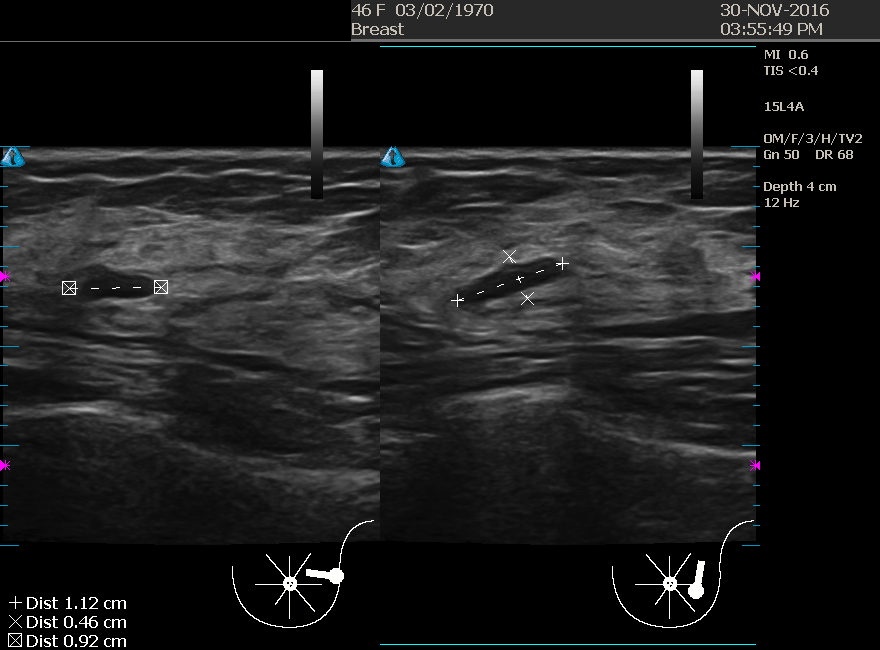 46 F 03/02/1970 30-NOV-2016
Breast 03:55:49 PM
MI 0.6
TIS <0.4
15L4A
OM/F/3/H/TV2
Gn 50 DR 68
Depth 4 cm
12 Hz
Dist 1.12 cm
Dist 0.46 cm
Dist 0.92 cm